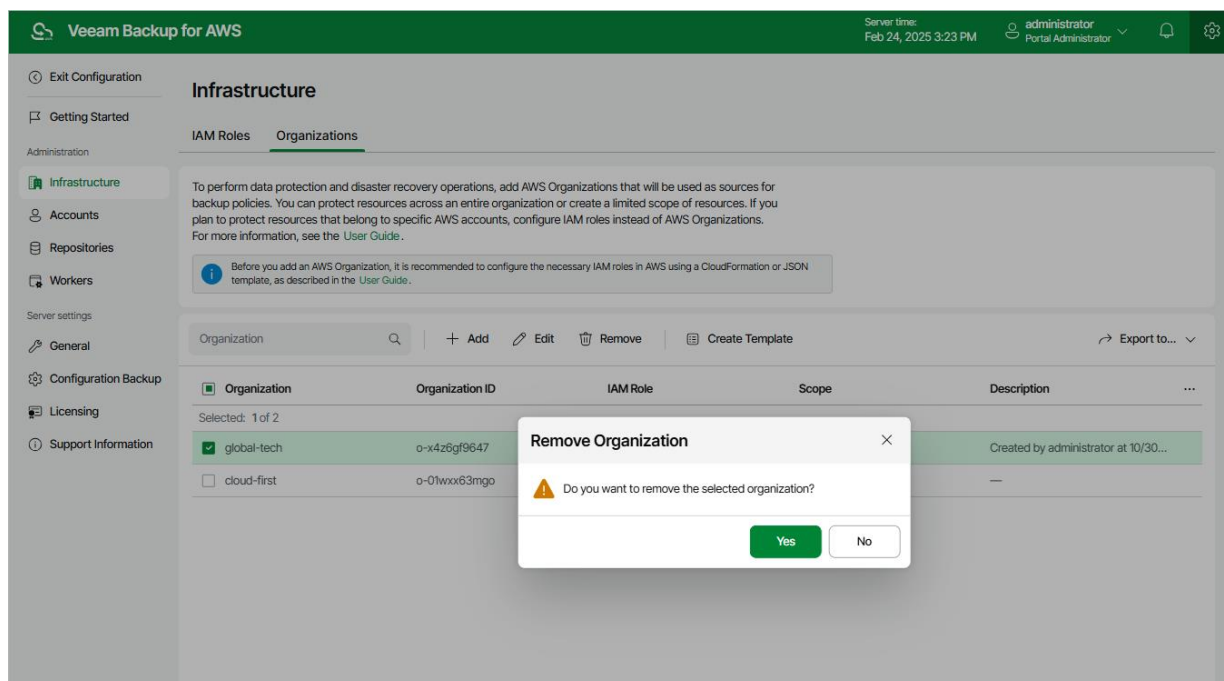 Veeam Backup for AWS
Server time:
Feb 24, 2025 3:23 PM
administrator
Portal Administrator
Exit Configuration
Getting Started
Administration
Infrastructure
Accounts
Repositories
Workers
Server settings
General
Configuration Backup
Licensing
Support Information
Infrastructure
IAM Roles Organizations
To perform data protection and disaster recovery operations, add AWS Organizations that will be used as sources for
backup policies. You can protect resources across an entire organization or create a limited scope of resources. If you
plan to protect resources that belong to specific AWS accounts, configure IAM roles instead of AWS Organizations.
For more information, see the User Guide.
Before you add an AWS Organization, it is recommended to configure the necessary IAM roles in AWS using a CloudFormation or JSON
template, as described in the User Guide.
Organization Add Edit Remove Create Template Export to...
Organization Organization ID IAM Role Scope Description ...
Selected: 1 of 2
global-tech o-x4z6gf9647 Created by administrator at 10/30...
cloud-first o-01wxx63mgo —
Remove Organization
Do you want to remove the selected organization?
Yes No